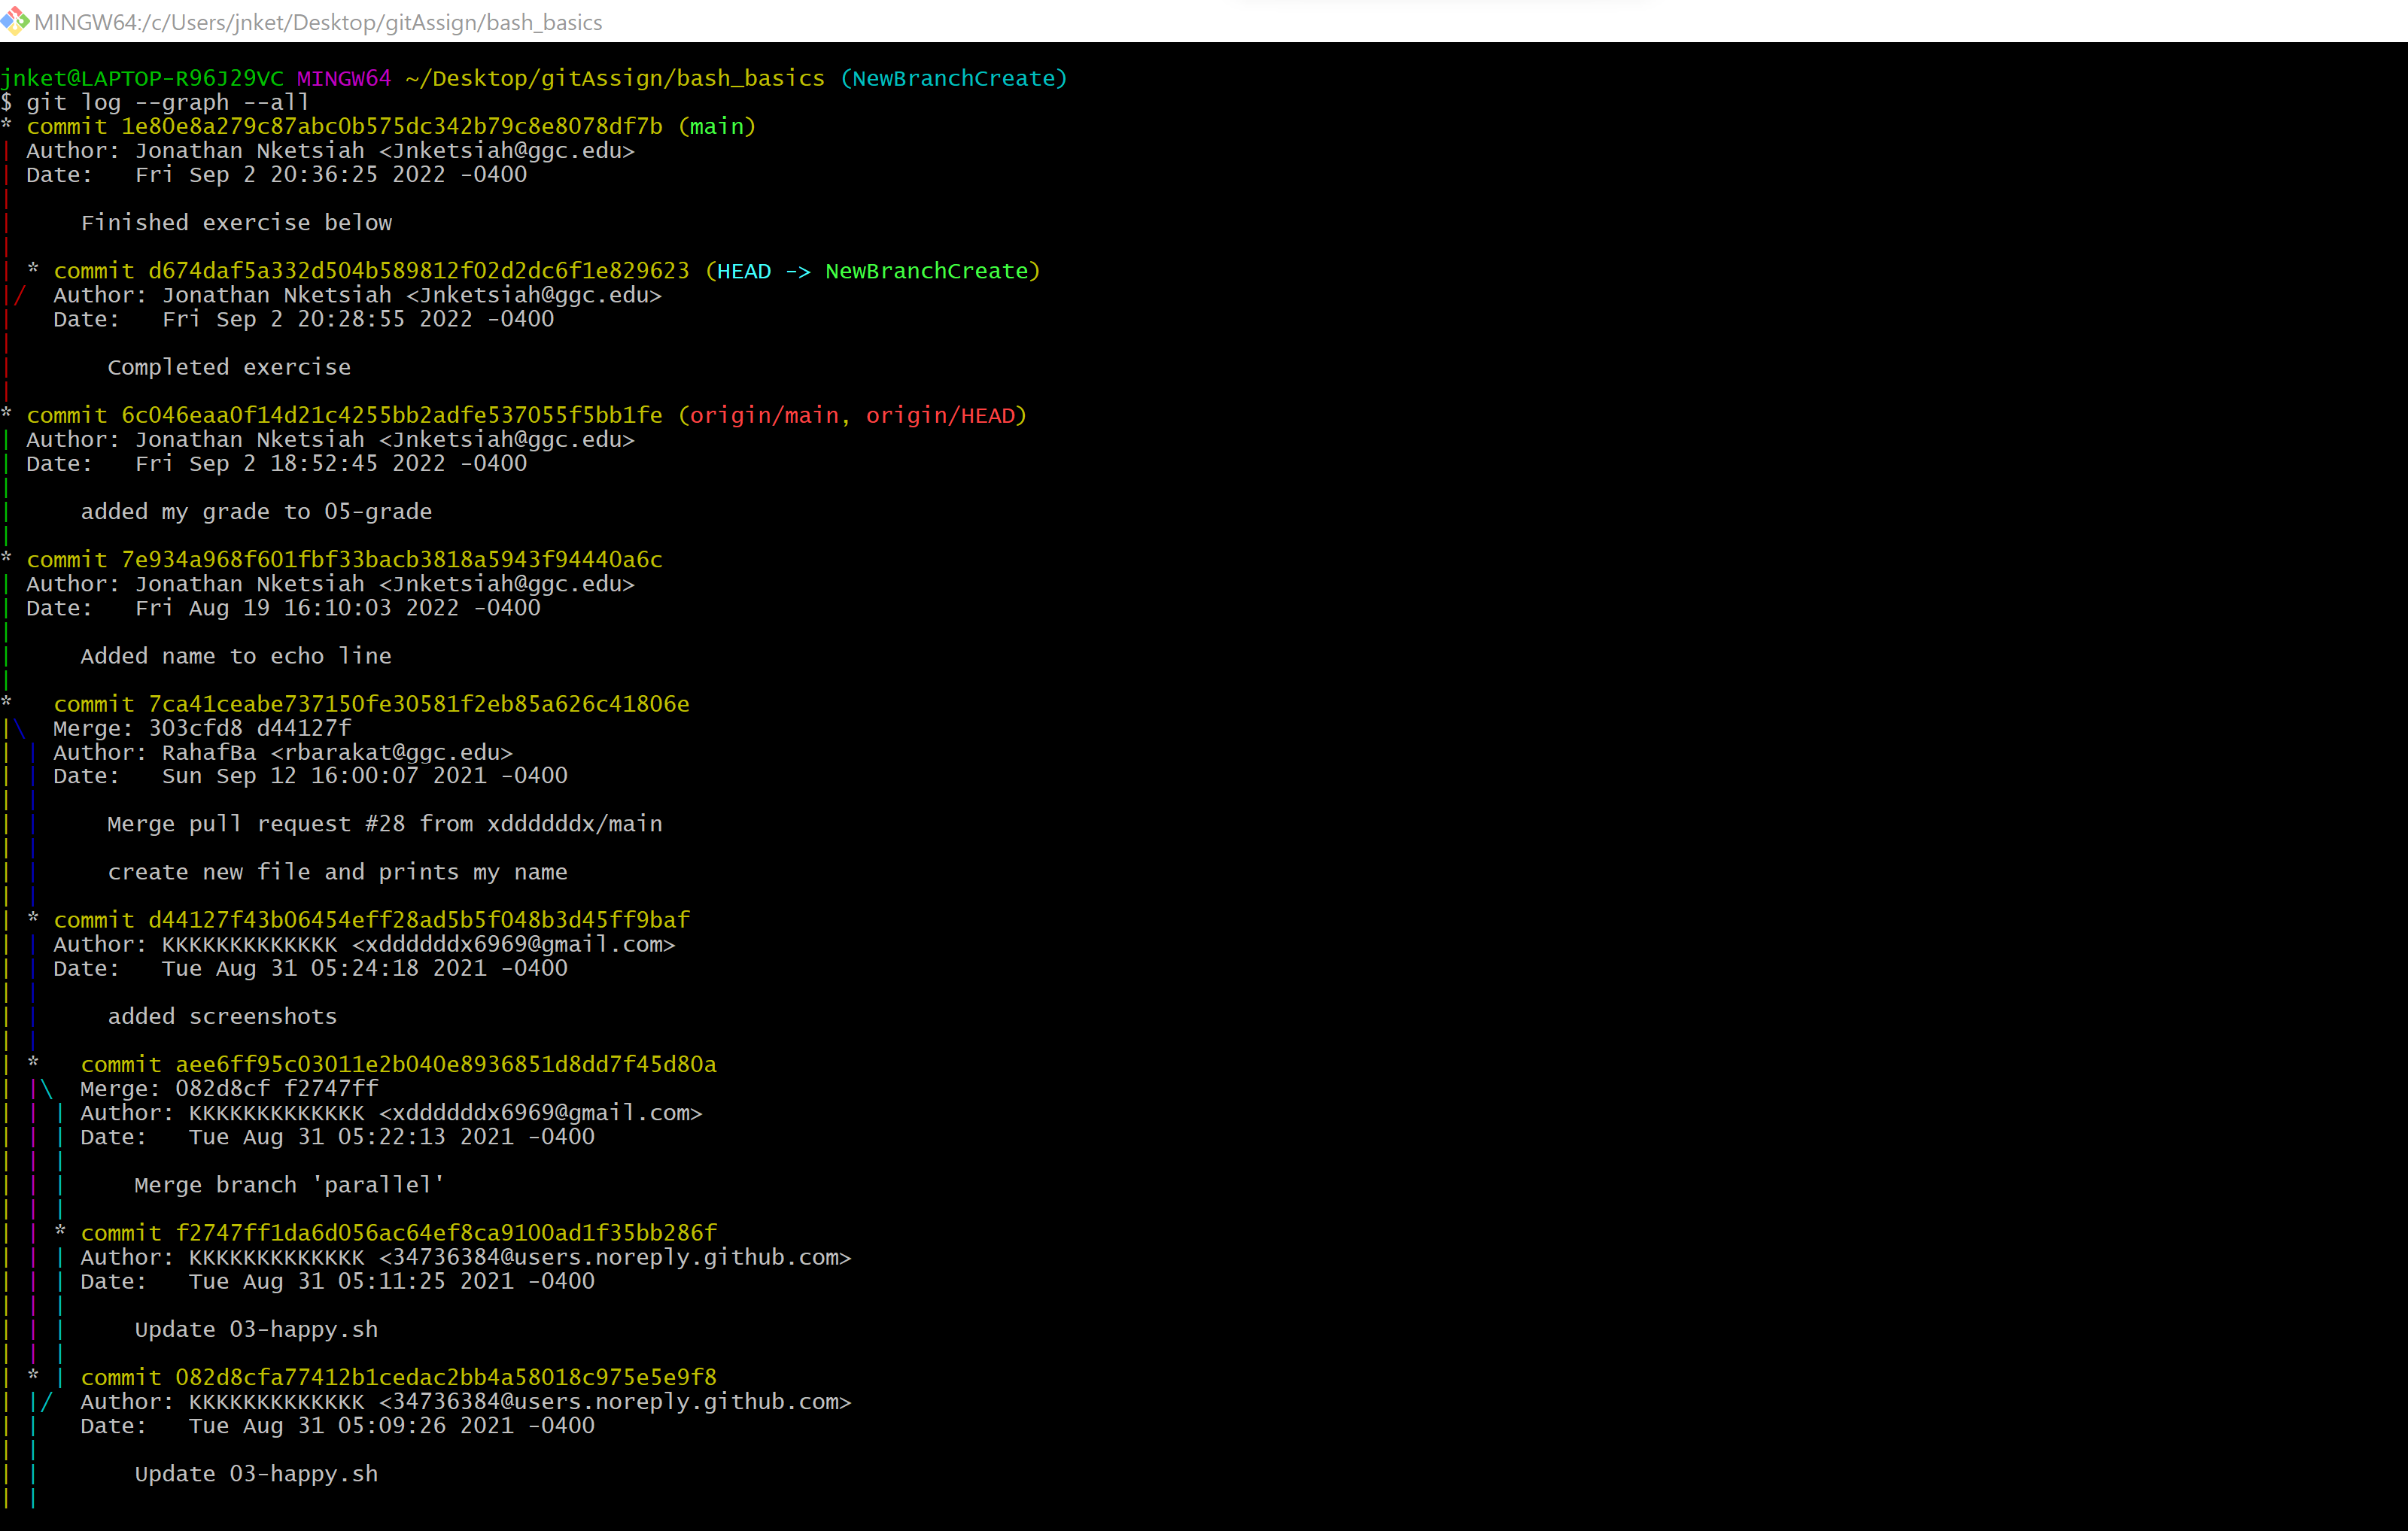 MINGW64:/c/Users/jnket/Desktop/gitAssign/bash_basics
jnket@LAPTOP-R96J29VC MINGW64 ~/Desktop/gitAssign/bash_basics (NewBranchCreate)
$ git log --graph --all
* commit 1e80e8a279c87abc0b575dc342b79c8e8078df7b (main)
| Author: Jonathan Nketsiah <Jnketsiah@ggc.edu>
| Date:   Fri Sep 2 20:36:25 2022 -0400
|
|     Finished exercise below
|
| * commit d674daf5a332d504b589812f02d2dc6f1e829623 (HEAD -> NewBranchCreate)
|/  Author: Jonathan Nketsiah <Jnketsiah@ggc.edu>
|   Date:   Fri Sep 2 20:28:55 2022 -0400
|
|       Completed exercise
|
* commit 6c046eaa0f14d21c4255bb2adfe537055f5bb1fe (origin/main, origin/HEAD)
| Author: Jonathan Nketsiah <Jnketsiah@ggc.edu>
| Date:   Fri Sep 2 18:52:45 2022 -0400
|
|     added my grade to 05-grade
|
* commit 7e934a968f601fbf33bacb3818a5943f94440a6c
| Author: Jonathan Nketsiah <Jnketsiah@ggc.edu>
| Date:   Fri Aug 19 16:10:03 2022 -0400
|
|     Added name to echo line
|
*   commit 7ca41ceabe737150fe30581f2eb85a626c41806e
|\  Merge: 303cfd8 d44127f
| | Author: RahafBa <rbarakat@ggc.edu>
| | Date:   Sun Sep 12 16:00:07 2021 -0400
| |
| |     Merge pull request #28 from xddddddx/main
| |
| |     create new file and prints my name
| |
| * commit d44127f43b06454eff28ad5b5f048b3d45ff9baf
| | Author: KKKKKKKKKKKKK <xddddddx6969@gmail.com>
| | Date:   Tue Aug 31 05:24:18 2021 -0400
| |
| |     added screenshots
| |
| *   commit aee6ff95c03011e2b040e8936851d8dd7f45d80a
| |\  Merge: 082d8cf f2747ff
| | | Author: KKKKKKKKKKKKK <xddddddx6969@gmail.com>
| | | Date:   Tue Aug 31 05:22:13 2021 -0400
| | |
| | |     Merge branch 'parallel'
| | |
| | * commit f2747ff1da6d056ac64ef8ca9100ad1f35bb286f
| | | Author: KKKKKKKKKKKKK <34736384@users.noreply.github.com>
| | | Date:   Tue Aug 31 05:11:25 2021 -0400
| | |
| | |     Update 03-happy.sh
| | |
| * | commit 082d8cfa77412b1cedac2bb4a58018c975e5e9f8
| |/  Author: KKKKKKKKKKKKK <34736384@users.noreply.github.com>
| |   Date:   Tue Aug 31 05:09:26 2021 -0400
| |
| |       Update 03-happy.sh
| |